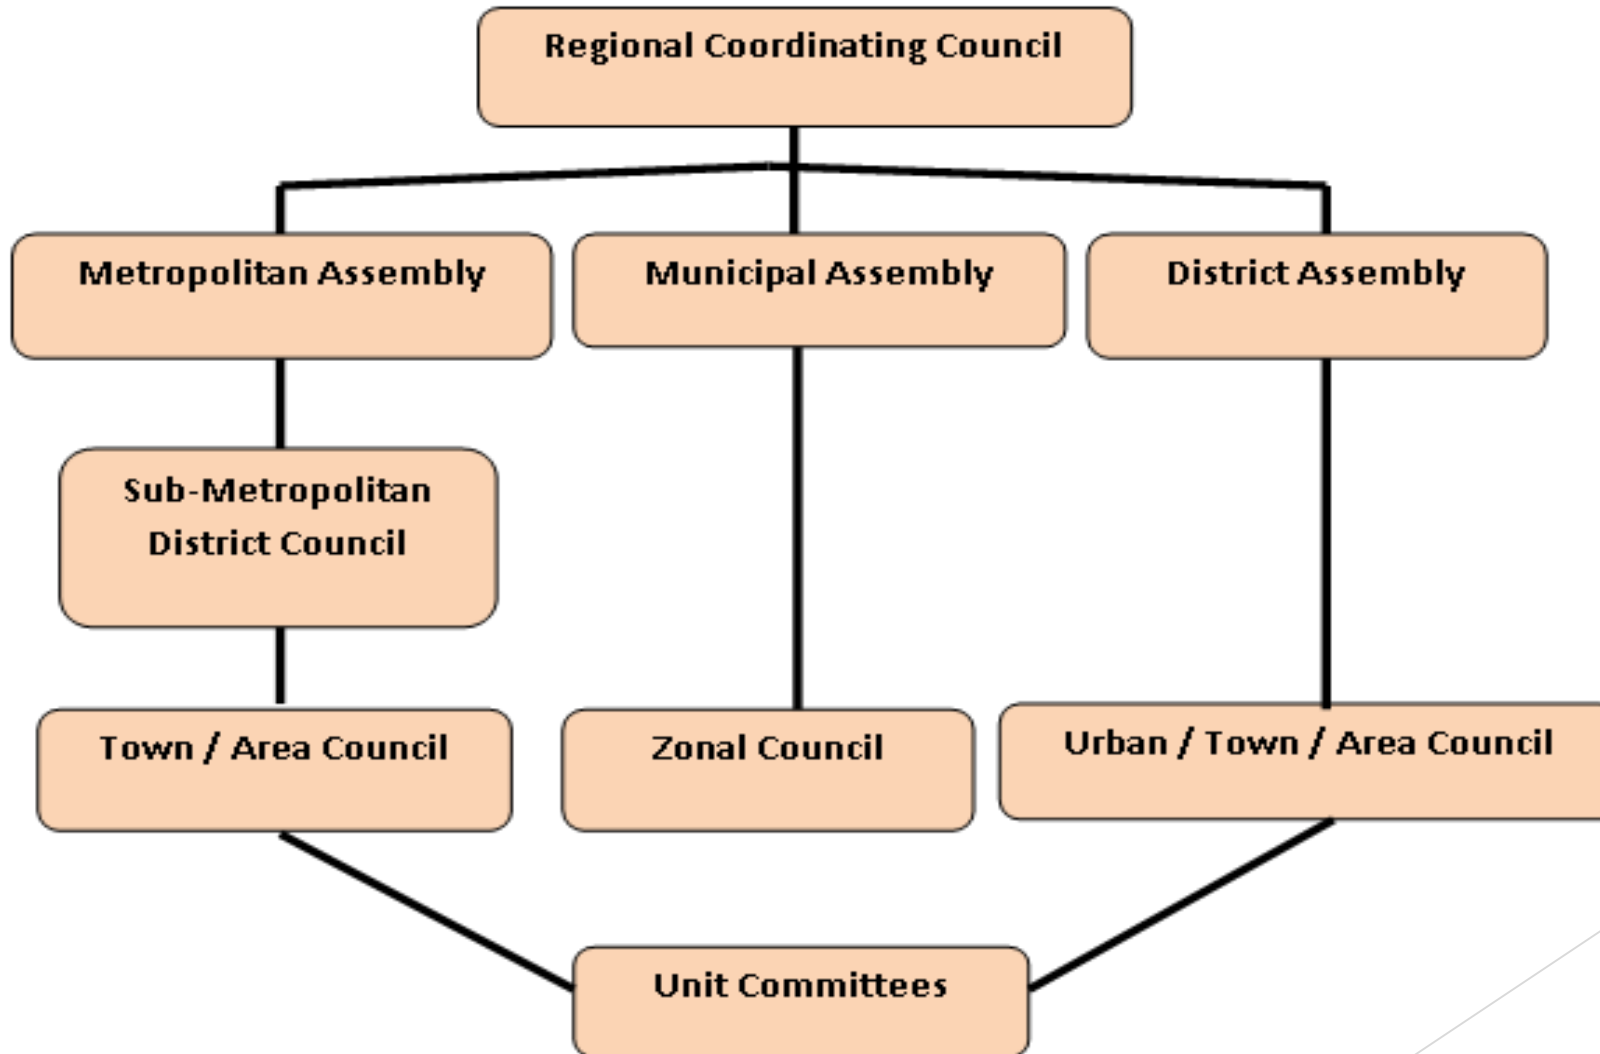 Regional Coordinating Council
Metropolitan Assembly
Municipal Assembly
District Assembly
Sub-Metropolitan
District Council
Town / Area Council
Zonal Council
Urban / Town / Area Council
Unit Committees